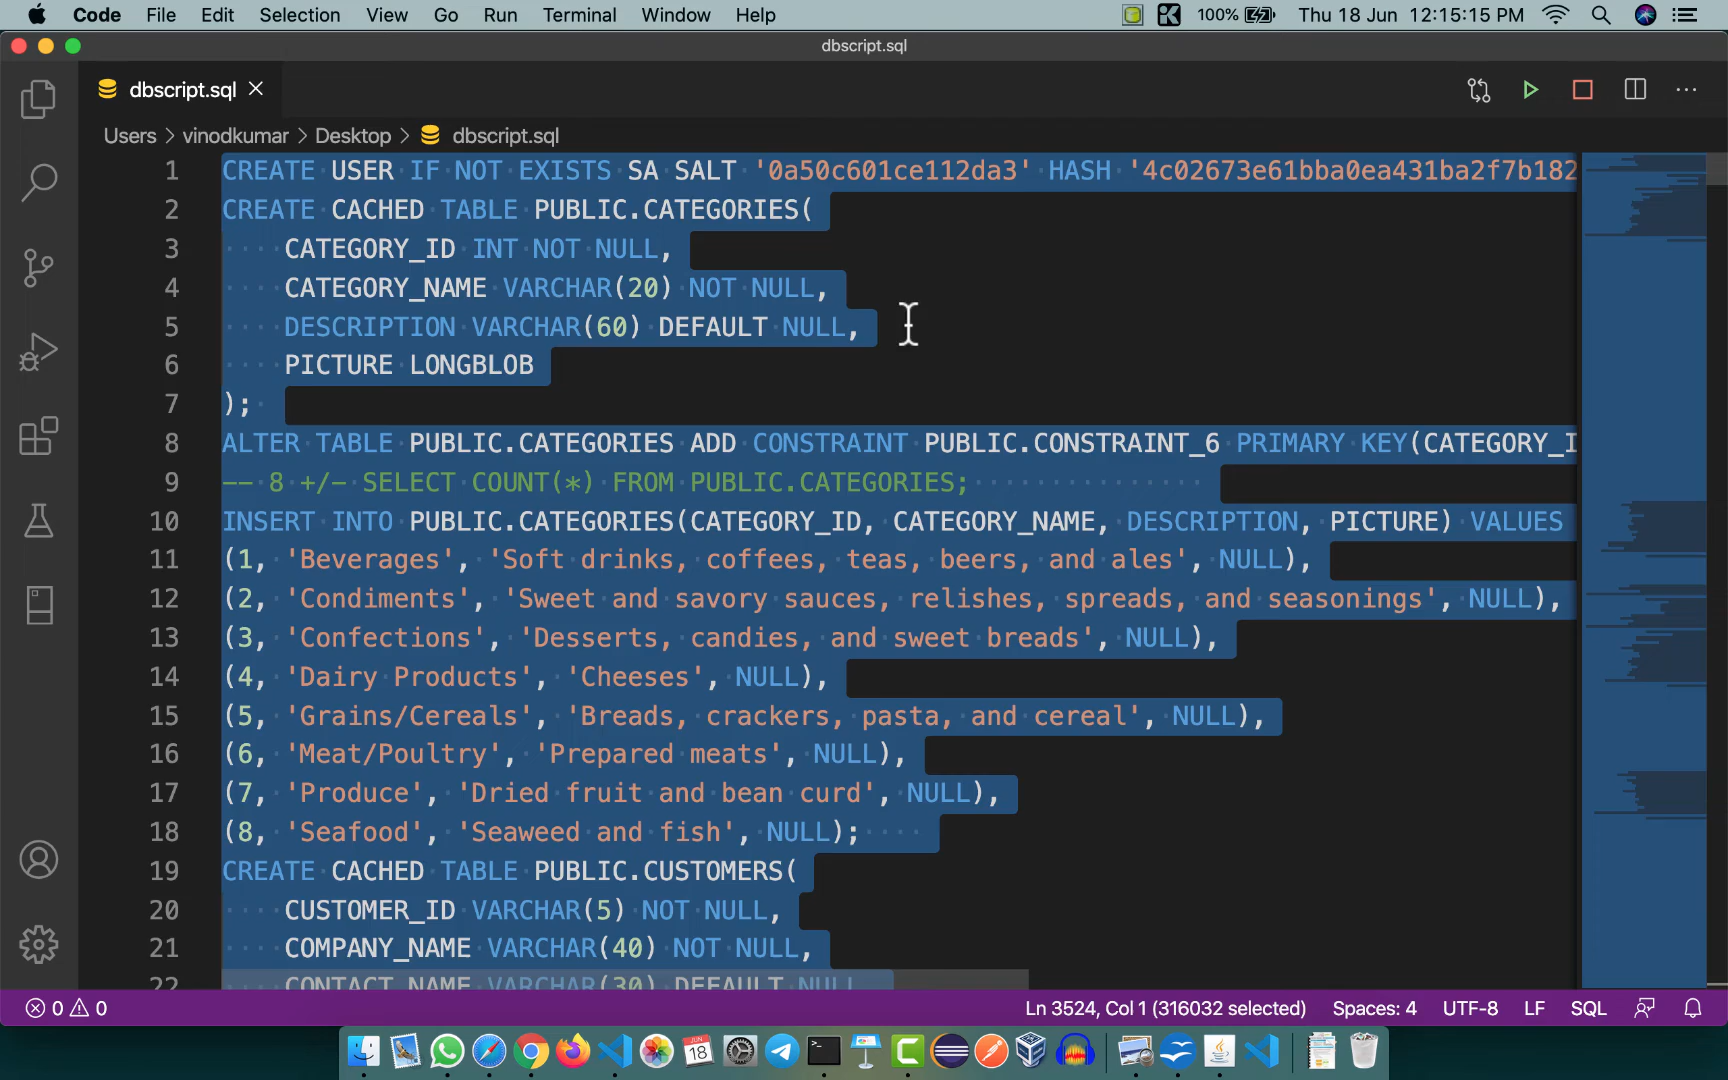 Code File Edit Selection View Go Run Terminal Window Help 100% Thu 18 Jun 12:15:15 PM
dbscript.sql
dbscript.sql
Users > vinodkumar > Desktop > dbscript.sql
1 CREATE USER IF NOT EXISTS SA SALT '0a50c601ce112da3' HASH '4c02673e61bba0ea431ba2f7b182
2 CREATE CACHED TABLE PUBLIC.CATEGORIES(
3 CATEGORY_ID INT NOT NULL,
4 CATEGORY_NAME VARCHAR(20) NOT NULL,
5 DESCRIPTION VARCHAR(60) DEFAULT NULL,
6 PICTURE LONGBLOB
7 );
8 ALTER TABLE PUBLIC.CATEGORIES ADD CONSTRAINT PUBLIC.CONSTRAINT_6 PRIMARY KEY(CATEGORY_I
9 -- 8 +/- SELECT COUNT(*) FROM PUBLIC.CATEGORIES;
10 INSERT INTO PUBLIC.CATEGORIES(CATEGORY_ID, CATEGORY_NAME, DESCRIPTION, PICTURE) VALUES
11 (1, 'Beverages', 'Soft drinks, coffees, teas, beers, and ales', NULL),
12 (2, 'Condiments', 'Sweet and savory sauces, relishes, spreads, and seasonings', NULL),
13 (3, 'Confections', 'Desserts, candies, and sweet breads', NULL),
14 (4, 'Dairy Products', 'Cheeses', NULL),
15 (5, 'Grains/Cereals', 'Breads, crackers, pasta, and cereal', NULL),
16 (6, 'Meat/Poultry', 'Prepared meats', NULL),
17 (7, 'Produce', 'Dried fruit and bean curd', NULL),
18 (8, 'Seafood', 'Seaweed and fish', NULL);
19 CREATE CACHED TABLE PUBLIC.CUSTOMERS(
20 CUSTOMER_ID VARCHAR(5) NOT NULL,
21 COMPANY_NAME VARCHAR(40) NOT NULL,
22 CONTACT_NAME VARCHAR(30) DEFAULT NULL
0 0 Ln 3524, Col 1 (316032 selected) Spaces: 4 UTF-8 LF SQL
JUN
18